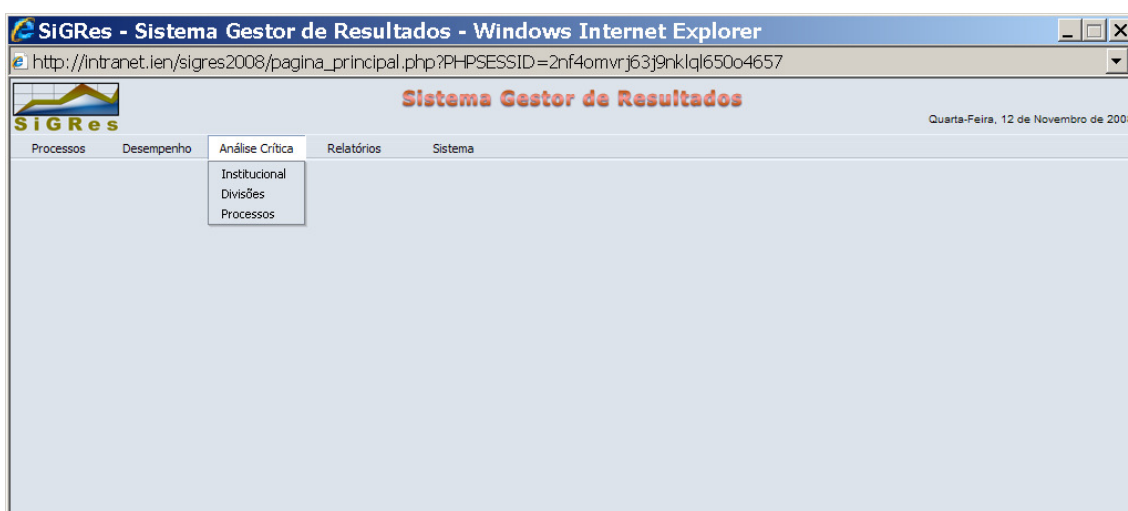 SiGRes - Sistema Gestor de Resultados - Windows Internet Explorer
http://intranet.ien/sigres2008/pagina_principal.php?PHPSESSID=2nf4omvrj63j9nklql650o4657
SiGRes
Sistema Gestor de Resultados
Quarta-Feira, 12 de Novembro de 200
Processos Desempenho Análise Crítica Relatórios Sistema
Institucional
Divisões
Processos